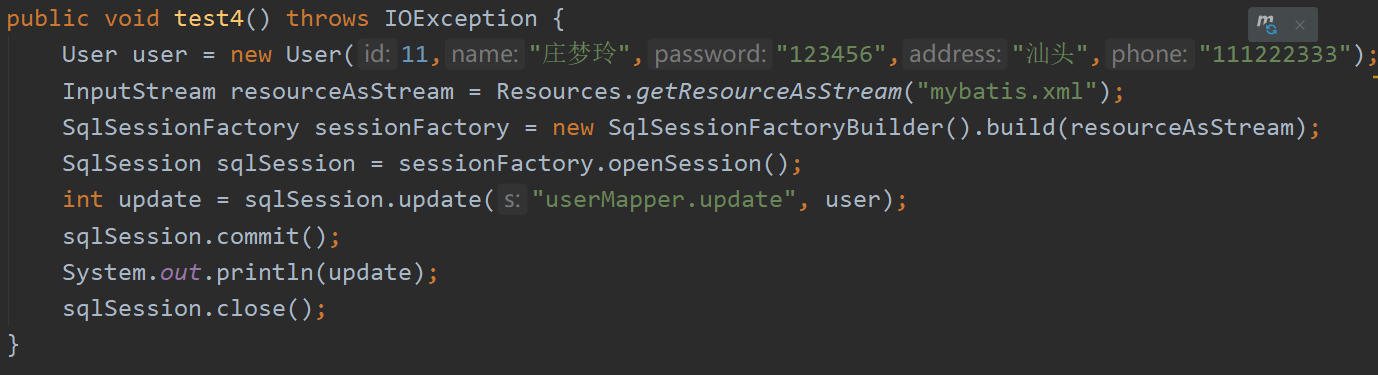 public void test4() throws IOException {
User user = new User( id: 11, name: "庄梦玲", password: "123456", address: "汕头", phone: "111222333");
InputStream resourceAsStream = Resources.getResourceAsStream("mybatis.xml");
SqlSessionFactory sessionFactory = new SqlSessionFactoryBuilder().build(resourceAsStream);
SqlSession sqlSession = sessionFactory.openSession();
int update = sqlSession.update( s: "userMapper.update", user);
sqlSession.commit();
System.out.println(update);
sqlSession.close();
}